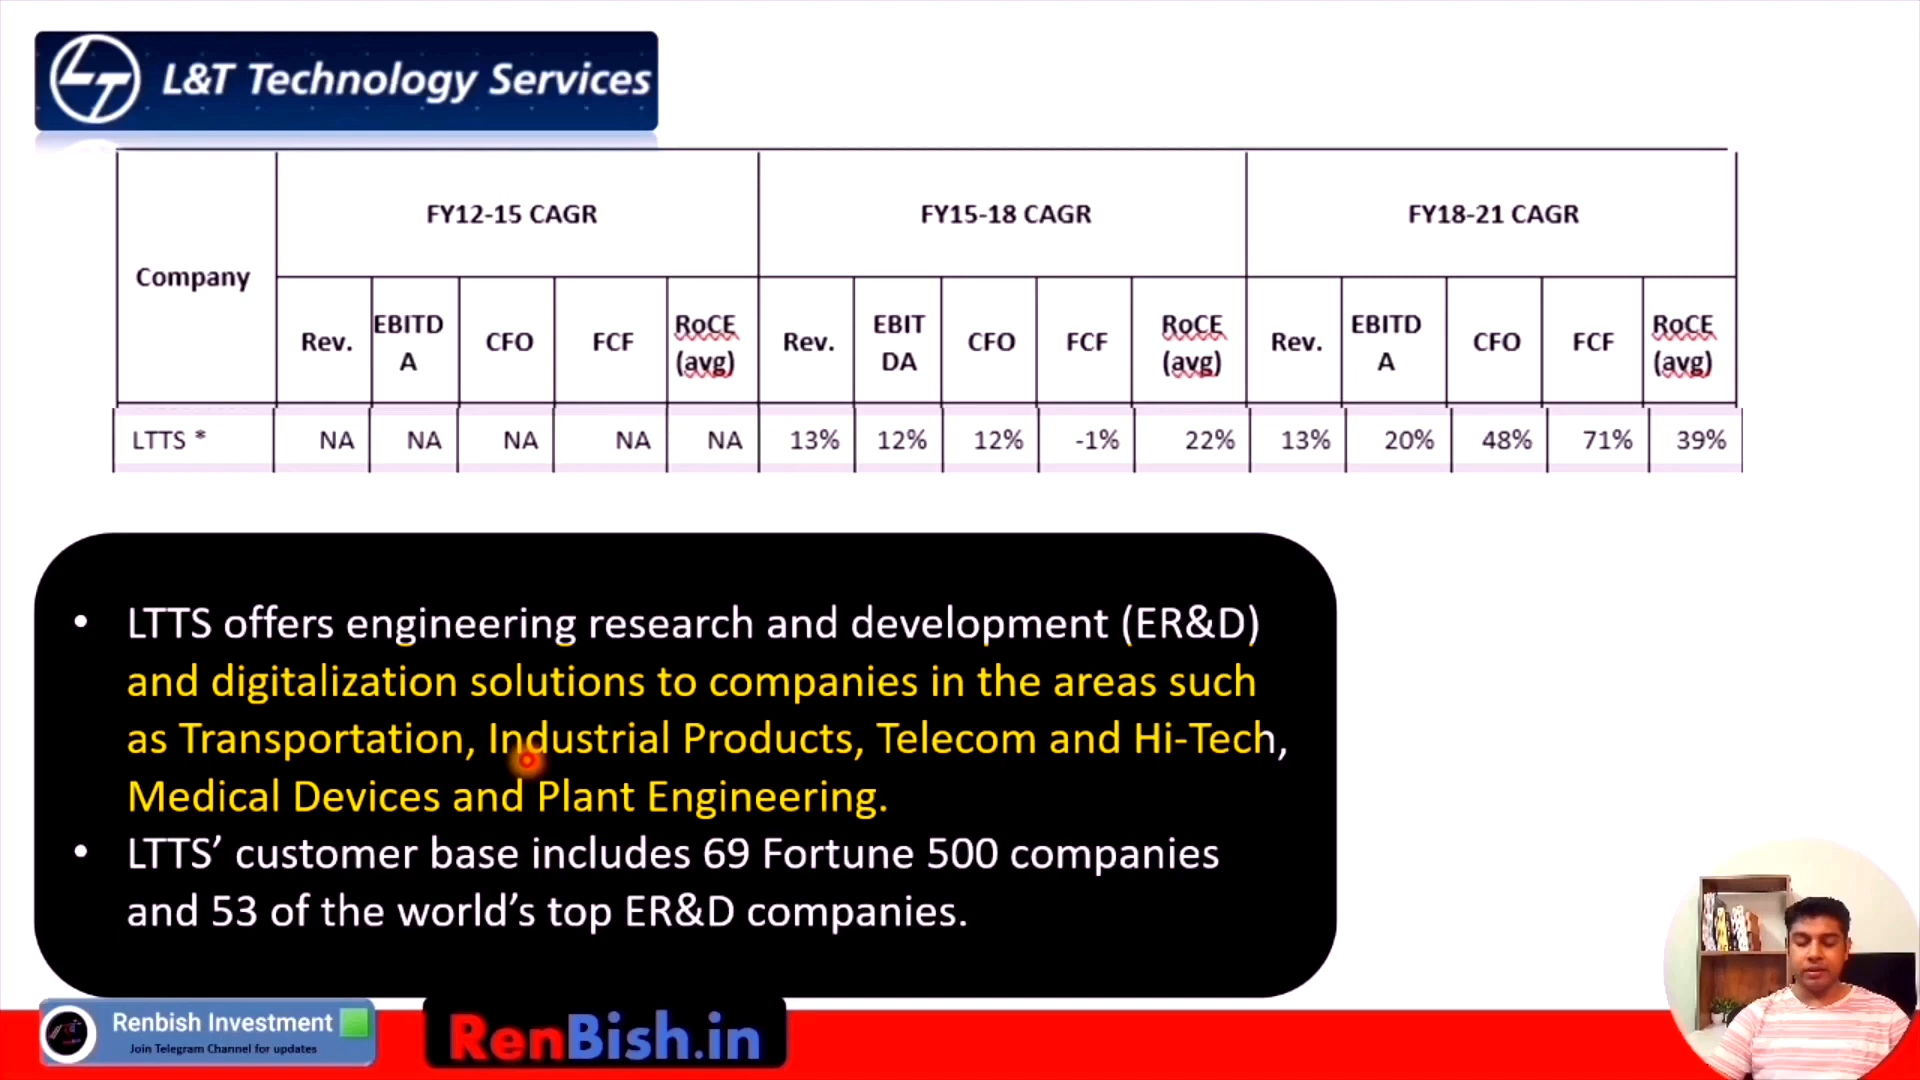 L&T Technology Services
Company
FY12-15 CAGR
FY15-18 CAGR
FY18-21 CAGR
Rev. EBITD A CFO FCF RoCE (avg) Rev. EBIT DA CFO FCF RoCE (avg) Rev. EBITD A CFO FCF RoCE (avg)
LTTS * NA NA NA NA NA 13% 12% 12% -1% 22% 13% 20% 48% 71% 39%
• LTTS offers engineering research and development (ER&D)
and digitalization solutions to companies in the areas such
as Transportation, Industrial Products, Telecom and Hi-Tech,
Medical Devices and Plant Engineering.
• LTTS’ customer base includes 69 Fortune 500 companies
and 53 of the world’s top ER&D companies.
Renbish Investment
Join Telegram Channel for updates
RenBish.in